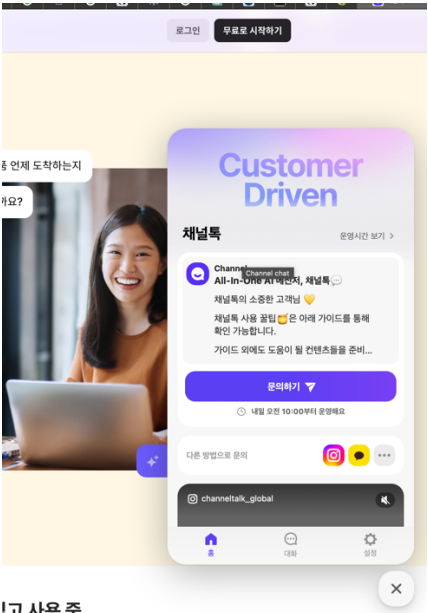 로그인
무료로 시작하기
품 언제 도착하는지
까요?
Customer
Driven
채널톡
운영시간 보기
Channel
Channel chat
All-In-One AI 메신저, 채널톡💬
채널톡의 소중한 고객님 💛
채널톡 사용 꿀팁🍯은 아래 가이드를 통해
확인 가능합니다.
가이드 외에도 도움이 될 컨텐츠들을 준비...
문의하기
내일 오전 10:00부터 운영해요
다른 방법으로 문의
channeltalk_global
홈
대화
설정
사용 중